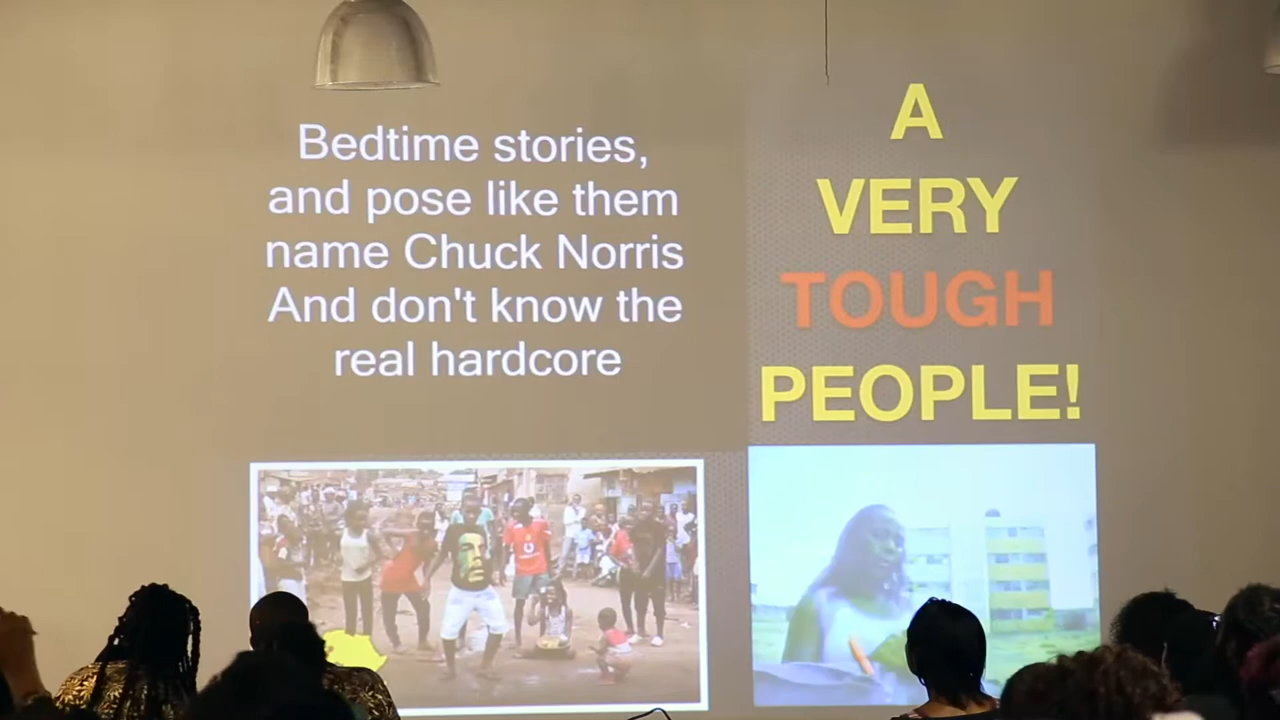 Bedtime stories,
and pose like them
name Chuck Norris
And don't know the
real hardcore
A
VERY
TOUGH
PEOPLE!